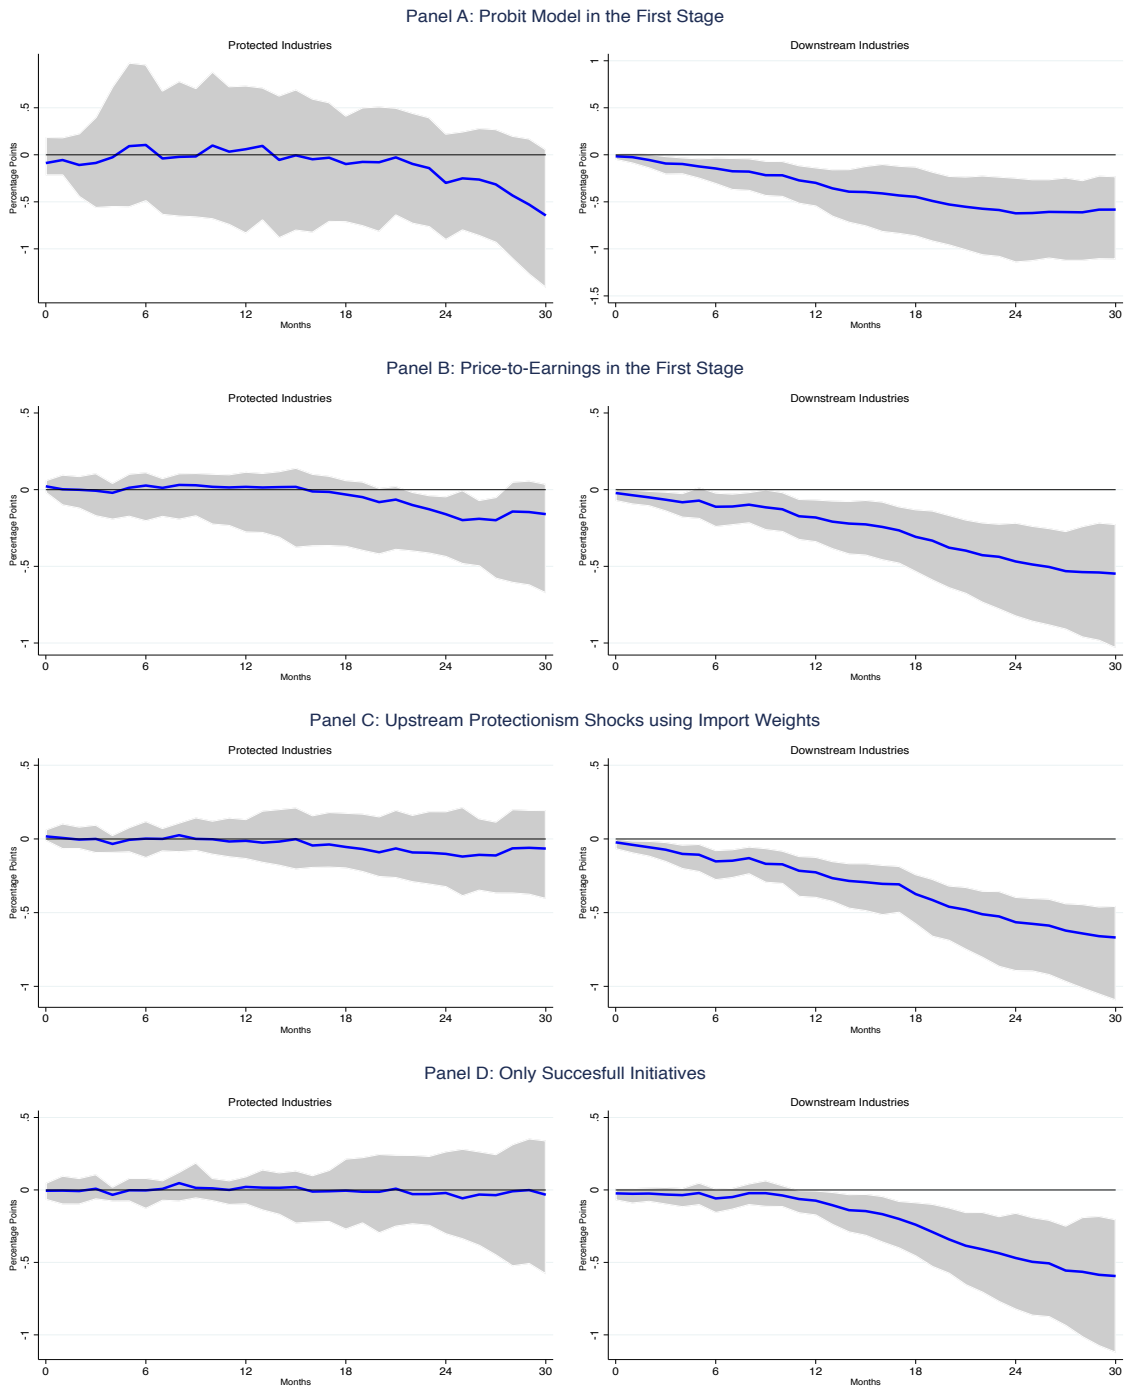 Panel A: Probit Model in the First Stage
Protected Industries
Percentage Points
.5
0
-.5
-1
0 6 12 18 24 30
Months
Downstream Industries
Percentage Points
1
.5
0
-.5
-1
-1.5
0 6 12 18 24 30
Months
Panel B: Price-to-Earnings in the First Stage
Protected Industries
Percentage Points
.5
0
-.5
-1
0 6 12 18 24 30
Months
Downstream Industries
Percentage Points
.5
0
-.5
-1
0 6 12 18 24 30
Months
Panel C: Upstream Protectionism Shocks using Import Weights
Protected Industries
Percentage Points
.5
0
-.5
-1
0 6 12 18 24 30
Months
Downstream Industries
Percentage Points
.5
0
-.5
-1
0 6 12 18 24 30
Months
Panel D: Only Succesfull Initiatives
Protected Industries
Percentage Points
.5
0
-.5
-1
0 6 12 18 24 30
Months
Downstream Industries
Percentage Points
.5
0
-.5
-1
0 6 12 18 24 30
Months